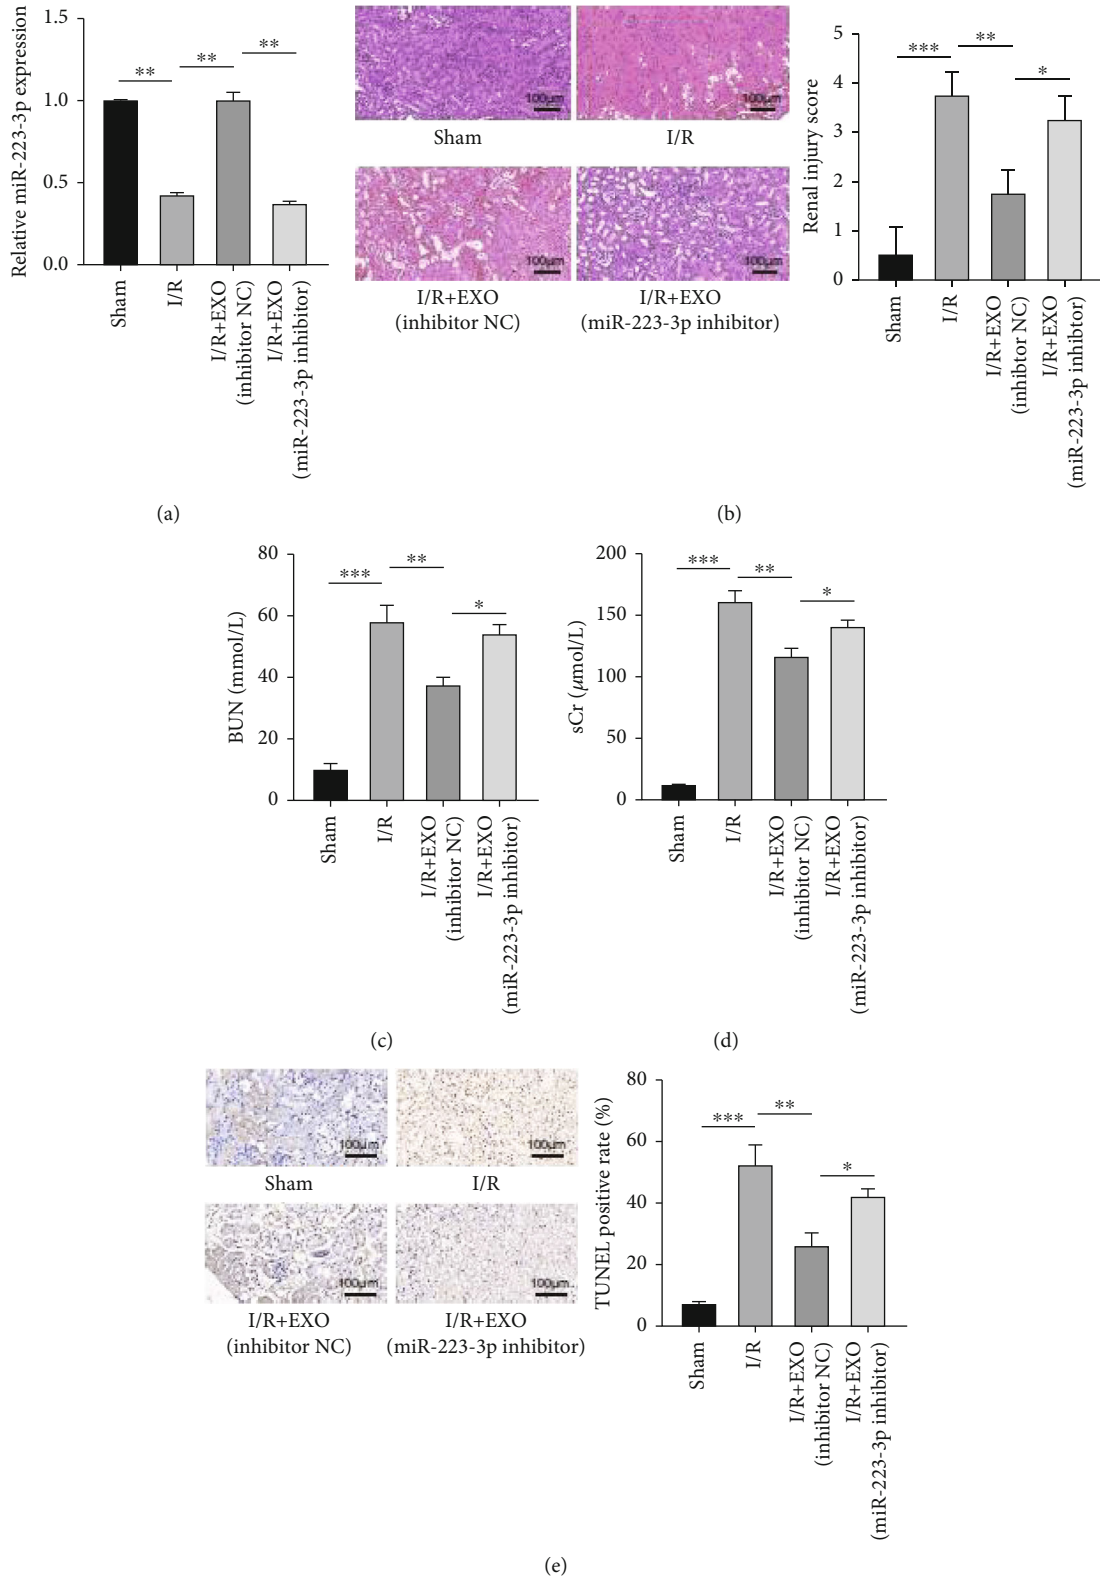 Relative miR-223-3p expression
1.5
1.0
0.5
0.0
**
**
**
Sham
I/R
I/R+EXO
(inhibitor NC)
I/R+EXO
(miR-223-3p inhibitor)
(a)
100μm
Sham
100μm
I/R
100μm
I/R+EXO
(inhibitor NC)
100μm
I/R+EXO
(miR-223-3p inhibitor)
Renal injury score
5
4
3
2
1
0
***
**
*
Sham
I/R
I/R+EXO
(inhibtor NC)
I/R+EXO
(miR-223-3p inhibtor)
(b)
BUN (mmol/L)
80
60
40
20
0
***
**
*
Sham
I/R
I/R+EXO
(inhibitor NC)
I/R+EXO
(miR-223-3p inhibitor)
(c)
sCr (μmol/L)
200
150
100
50
0
***
**
*
Sham
I/R
I/R+EXO
(inhibitor NC)
I/R+EXO
(miR-223-3p inhibitor)
(d)
100μm
Sham
100μm
I/R
100μm
I/R+EXO
(inhibitor NC)
100μm
I/R+EXO
(miR-223-3p inhibitor)
TUNEL positive rate (%)
80
60
40
20
0
***
**
*
Sham
I/R
I/R+EXO
(inhibitor NC)
I/R+EXO
(miR-223-3p inhibitor)
(e)